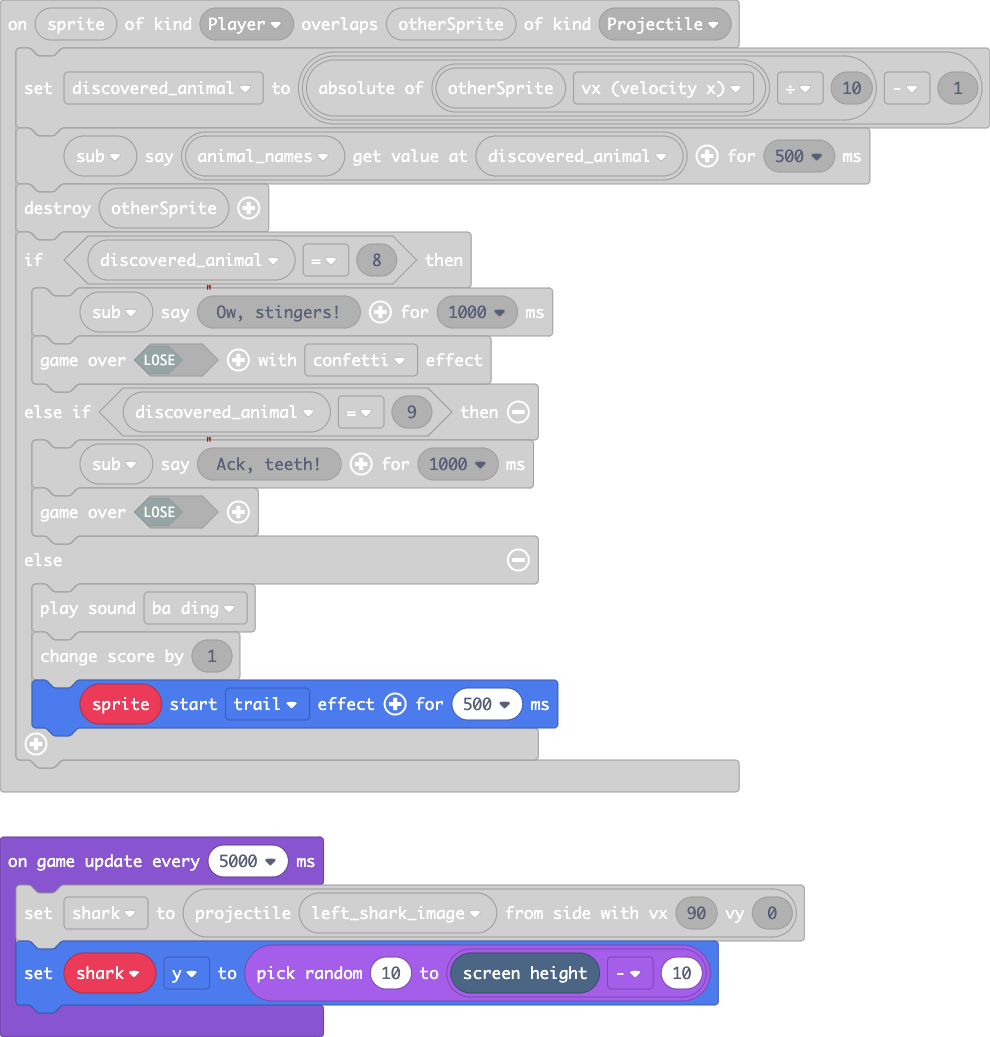 on sprite of kind Player overlaps otherSprite of kind Projectile
set discovered_animal to absolute of otherSprite vx (velocity x) ÷ 10 - 1
sub say animal_names get value at discovered_animal for 500 ms
destroy otherSprite
if discovered_animal = 8 then
sub say "Ow, stingers! for 1000 ms
game over LOSE with confetti effect
else if discovered_animal = 9 then
sub say "Ack, teeth! for 1000 ms
game over LOSE
else
play sound ba ding
change score by 1
sprite start trail effect for 500 ms
on game update every 5000 ms
set shark to projectile left_shark_image from side with vx 90 vy 0
set shark y to pick random 10 to screen height - 10